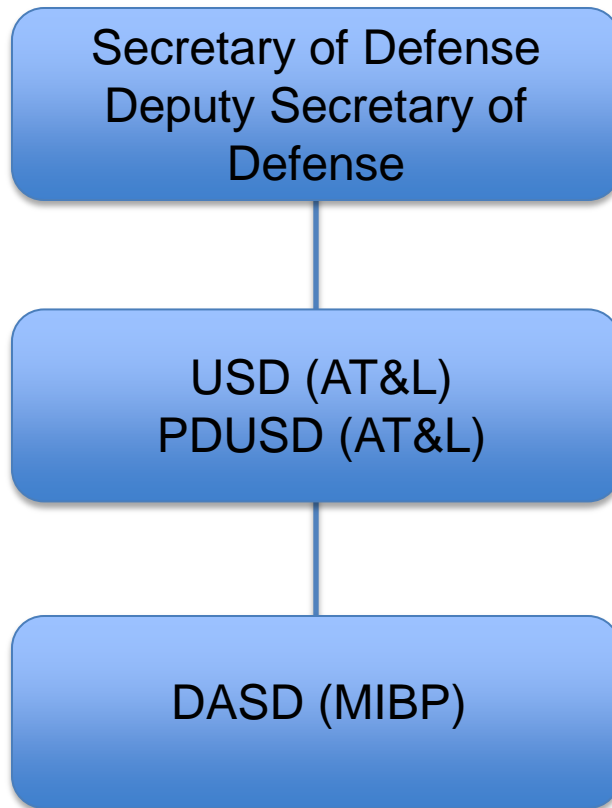 Secretary of Defense
Deputy Secretary of
Defense
USD (AT&L)
PDUSD (AT&L)
DASD (MIBP)